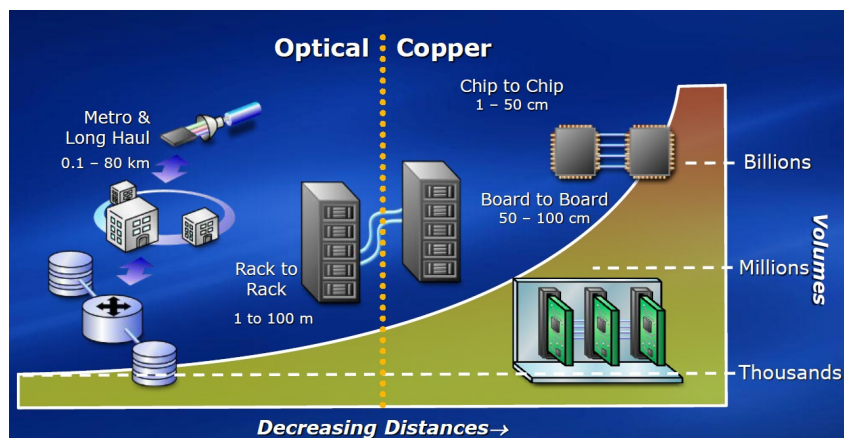 Optical
Copper
Metro &
Long Haul
0.1 – 80 km
Chip to Chip
1 – 50 cm
Board to Board
50 – 100 cm
Rack to
Rack
1 to 100 m
Billions
Millions
Thousands
Volumes
Decreasing Distances→